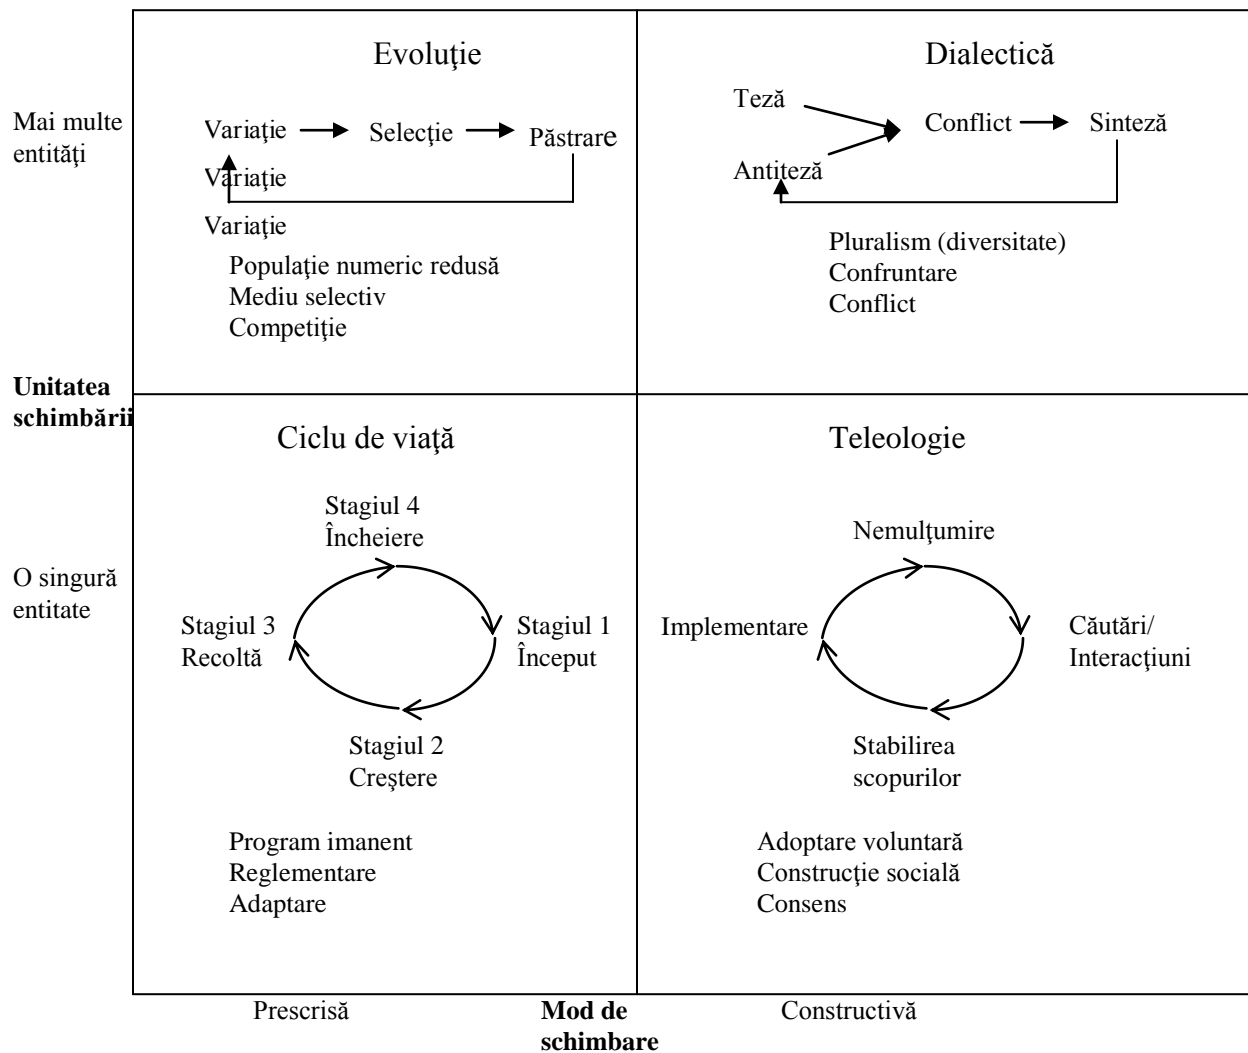 Evoluţie
Dialectică
Mai multe
entităţi
Variaţie
Selecţie
Păstrare
Variaţie
Variaţie
Populaţie numeric redusă
Mediu selectiv
Competiţie
Teză
Conflict
Sinteză
Antiteză
Pluralism (diversitate)
Confruntare
Conflict
Unitatea
schimbării
Ciclu de viaţă
Teleologie
O singură
entitate
Stagiul 4
Încheiere
Stagiul 3
Recoltă
Stagiul 1
Început
Stagiul 2
Creştere
Program imanent
Reglementare
Adaptare
Nemulţumire
Implementare
Căutări/
Interacţiuni
Stabilirea
scopurilor
Adoptare voluntară
Construcţie socială
Consens
Prescrisă
Mod de
schimbare
Constructivă